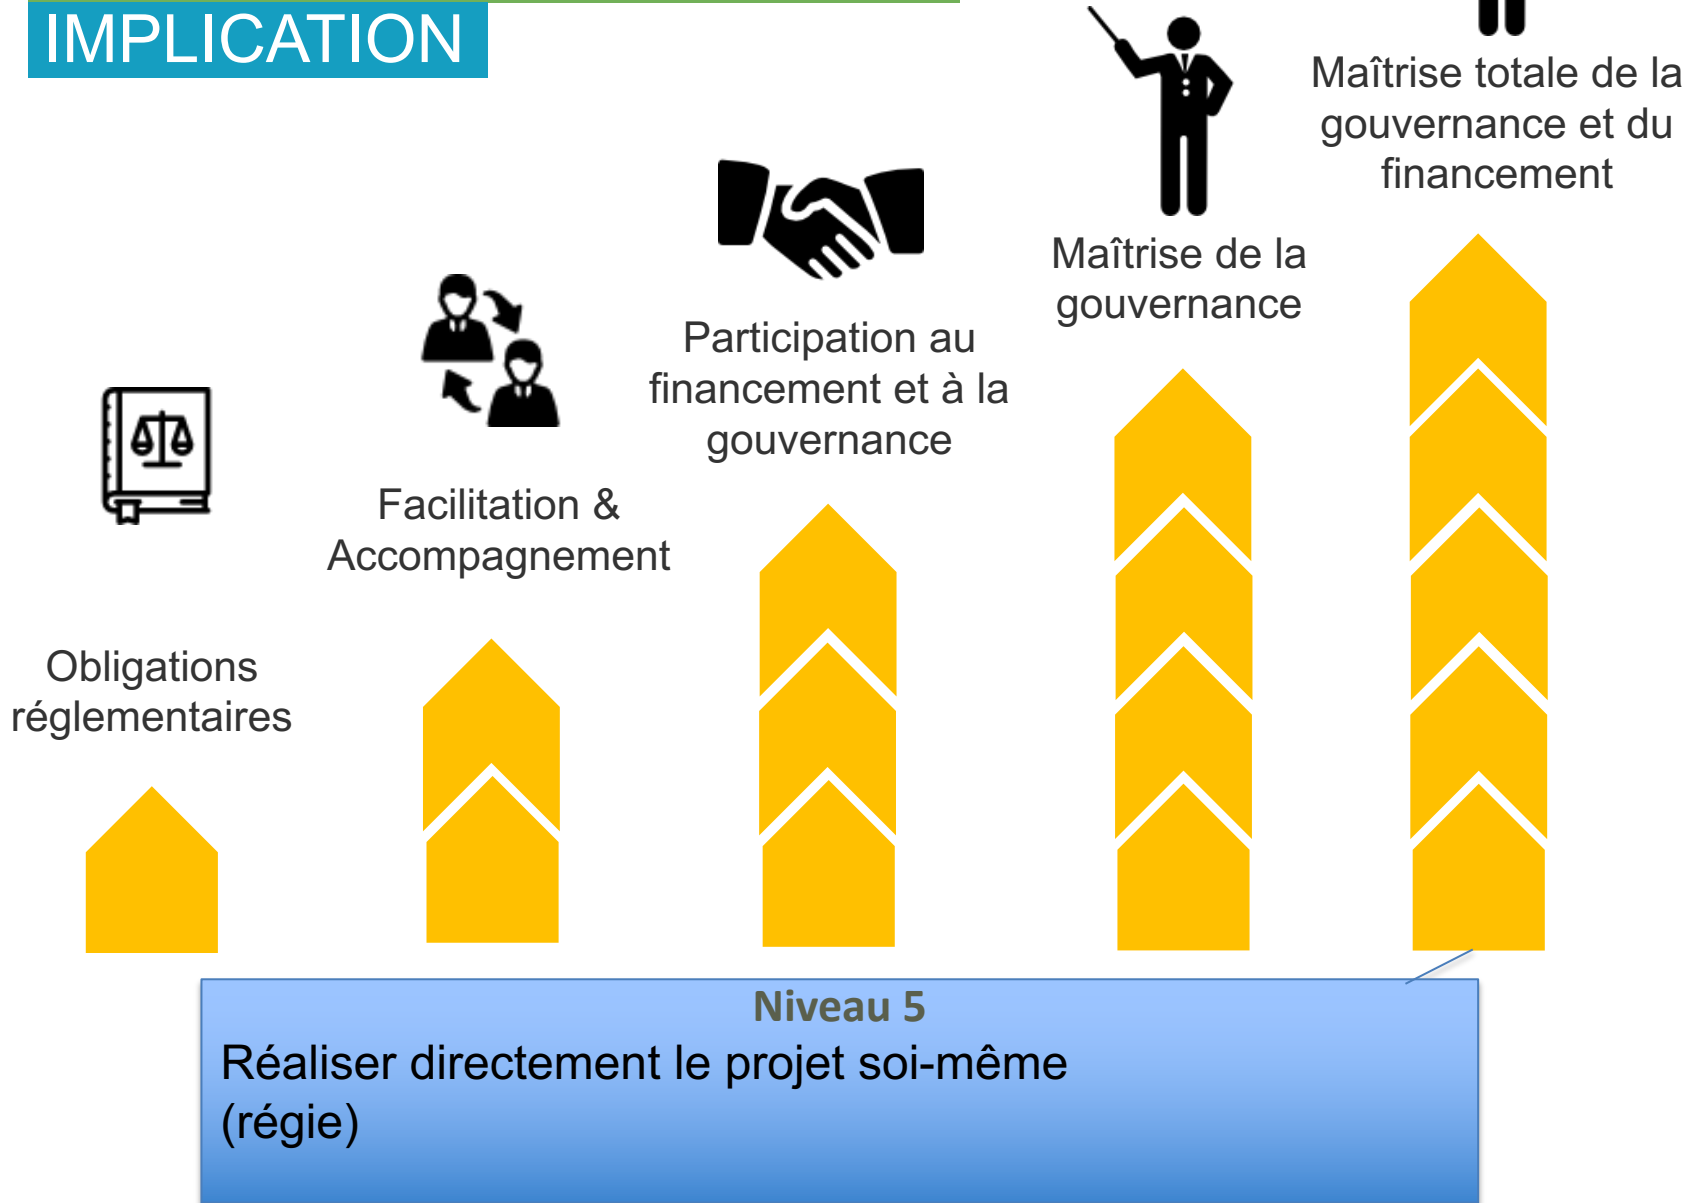 IMPLICATION
Obligations
réglementaires
Facilitation &
Accompagnement
Participation au
financement et à la
gouvernance
Maîtrise de la
gouvernance
Maîtrise totale de la
gouvernance et du
financement
Niveau 5
Réaliser directement le projet soi-même
(régie)